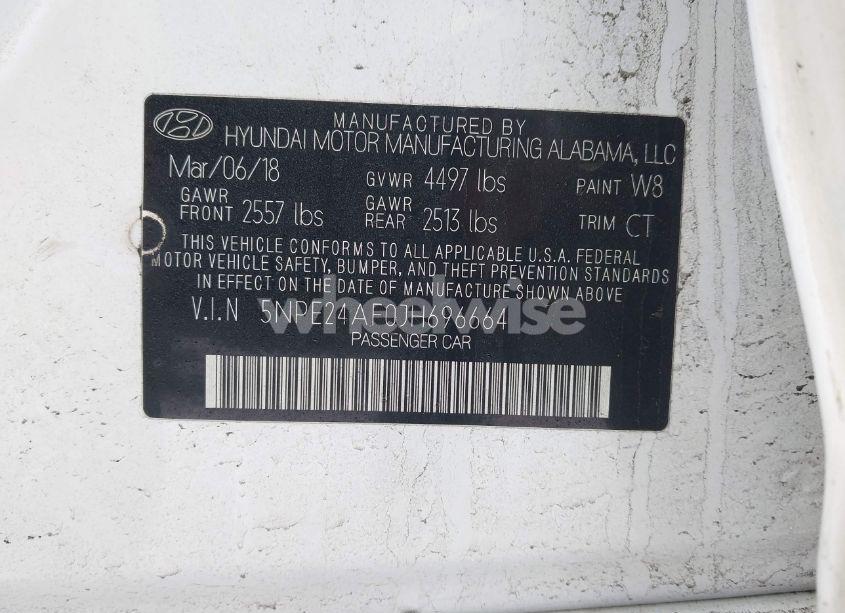 MANUFACTURED BY
HYUNDAI MOTOR MANUFACTURING ALABAMA, LLC
Mar/06/18 GVWR 4497 lbs PAINT W8
GAWR FRONT 2557 lbs GAWR REAR 2513 lbs TRIM CT
THIS VEHICLE CONFORMS TO ALL APPLICABLE U.S.A. FEDERAL
MOTOR VEHICLE SAFETY, BUMPER, AND THEFT PREVENTION STANDARDS
IN EFFECT ON THE DATE OF MANUFACTURE SHOWN ABOVE
V.I.N 5NPE24AF0JH696664
PASSENGER CAR
wheelwise